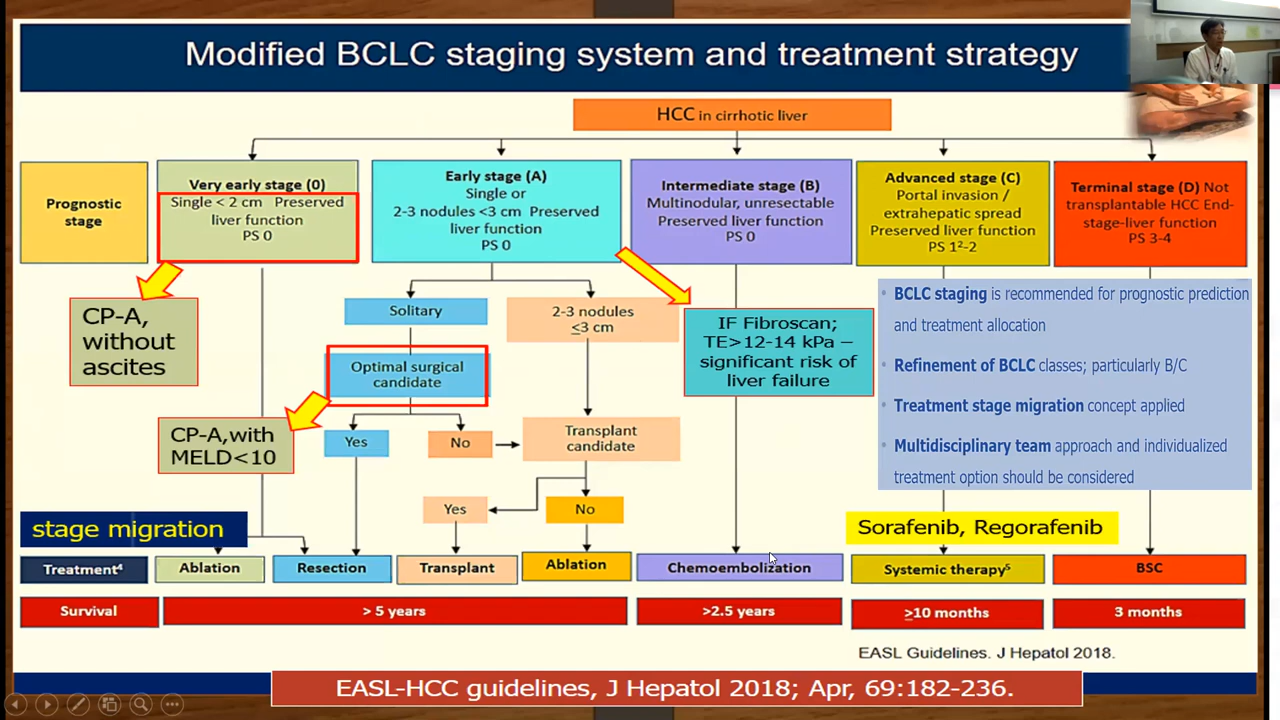 Modified BCLC staging system and treatment strategy
HCC in cirrhotic liver
Prognostic
stage
Very early stage (0)
Single < 2 cm Preserved
liver function
PS 0
Early stage (A)
Single or
2-3 nodules <3 cm Preserved
liver function
PS 0
Intermediate stage (B)
Multinodular, unresectable
Preserved liver function
PS 0
Advanced stage (C)
Portal invasion /
extrahepatic spread
Preserved liver function
PS 1²-2
Terminal stage (D) Not
transplantable HCC End-
stage-liver function
PS 3-4
CP-A,
without
ascites
Solitary
2-3 nodules
≤3 cm
IF Fibroscan;
TE>12-14 kPa –
significant risk of
liver failure
• BCLC staging is recommended for prognostic prediction
and treatment allocation
• Refinement of BCLC classes; particularly B/C
• Treatment stage migration concept applied
• Multidisciplinary team approach and individualized
treatment option should be considered
Optimal surgical
candidate
CP-A,with
MELD<10
Yes
No
Transplant
candidate
Yes
No
stage migration
Sorafenib, Regorafenib
Treatment⁴
Ablation
Resection
Transplant
Ablation
Chemoembolization
Systemic therapy⁵
BSC
Survival
> 5 years
>2.5 years
≥10 months
3 months
EASL Guidelines. J Hepatol 2018.
EASL-HCC guidelines, J Hepatol 2018; Apr, 69:182-236.